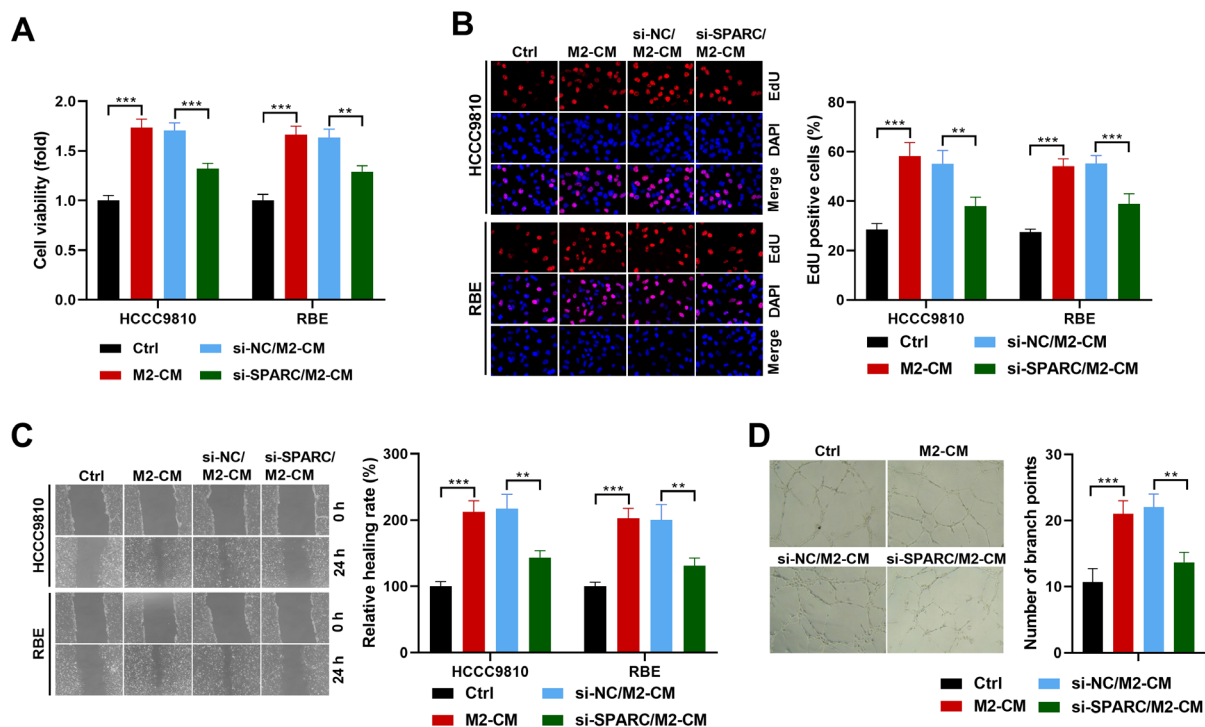 A
Cell viability (fold)
2.0
1.5
1.0
0.5
0.0
***
***
***
**
HCCC9810
RBE
Ctrl
si-NC/M2-CM
M2-CM
si-SPARC/M2-CM
B
Ctrl
M2-CM
si-NC/
M2-CM
si-SPARC/
M2-CM
HCCC9810
EdU
DAPI
Merge
RBE
EdU
DAPI
Merge
EdU positive cells (%)
80
60
40
20
0
***
**
***
***
HCCC9810
RBE
Ctrl
si-NC/M2-CM
M2-CM
si-SPARC/M2-CM
C
Ctrl
M2-CM
si-NC/
M2-CM
si-SPARC/
M2-CM
HCCC9810
0 h
24 h
RBE
0 h
24 h
Relative healing rate (%)
300
200
100
0
***
**
***
**
HCCC9810
RBE
Ctrl
si-NC/M2-CM
M2-CM
si-SPARC/M2-CM
D
Ctrl
M2-CM
si-NC/M2-CM
si-SPARC/M2-CM
Number of branch points
30
20
10
0
***
**
Ctrl
si-NC/M2-CM
M2-CM
si-SPARC/M2-CM